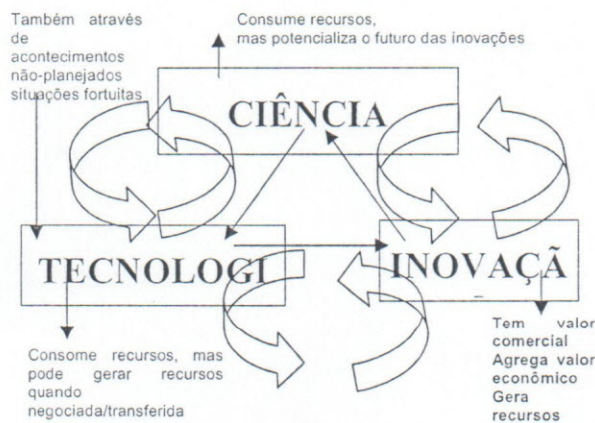 Também através
de
acontecimentos
não-planejados
situações fortuitas
Consume recursos,
mas potencializa o futuro das inovações
CIÊNCIA
TECNOLOGI
INOVAÇÃ
Consome recursos, mas
pode gerar recursos
quando
negociada/transferida
Tem valor
comercial
Agrega valor
econômico
Gera
recursos